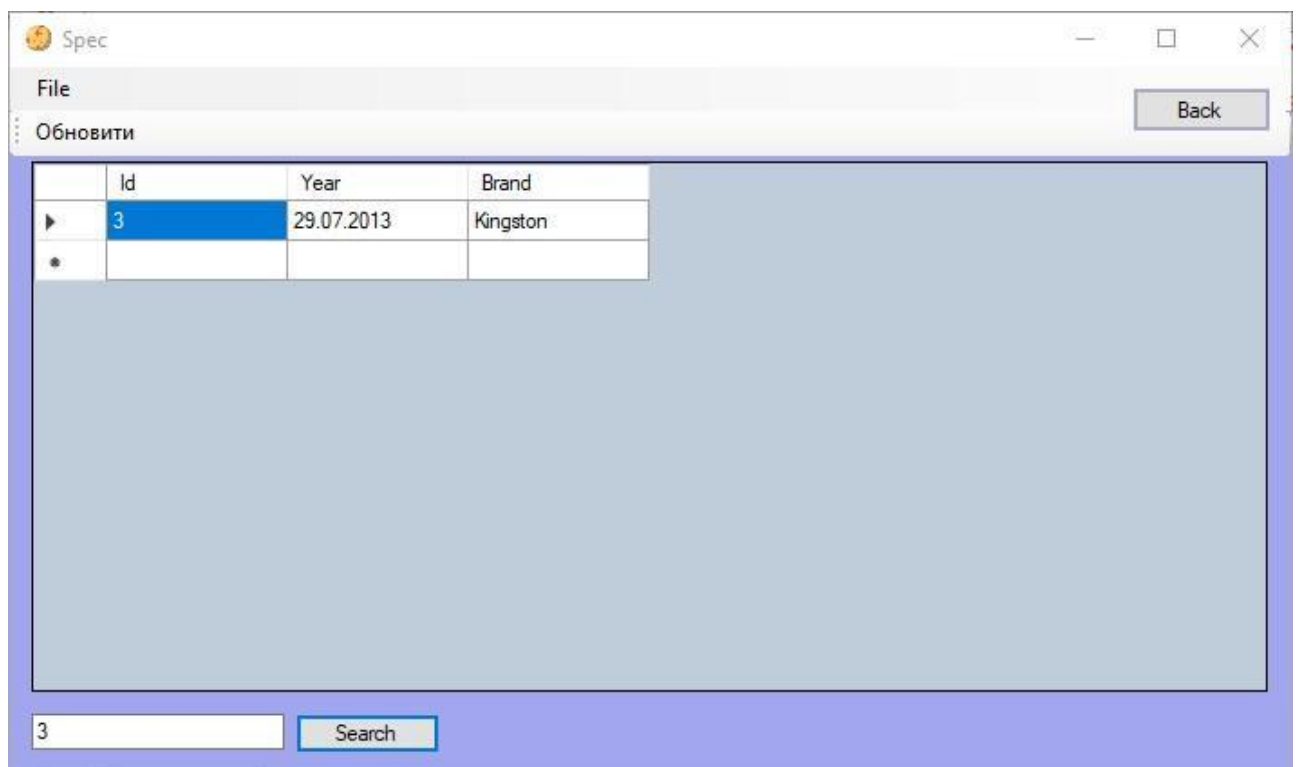 Spec
File
Back
Обновити
Id Year Brand
3 29.07.2013 Kingston
3 Search